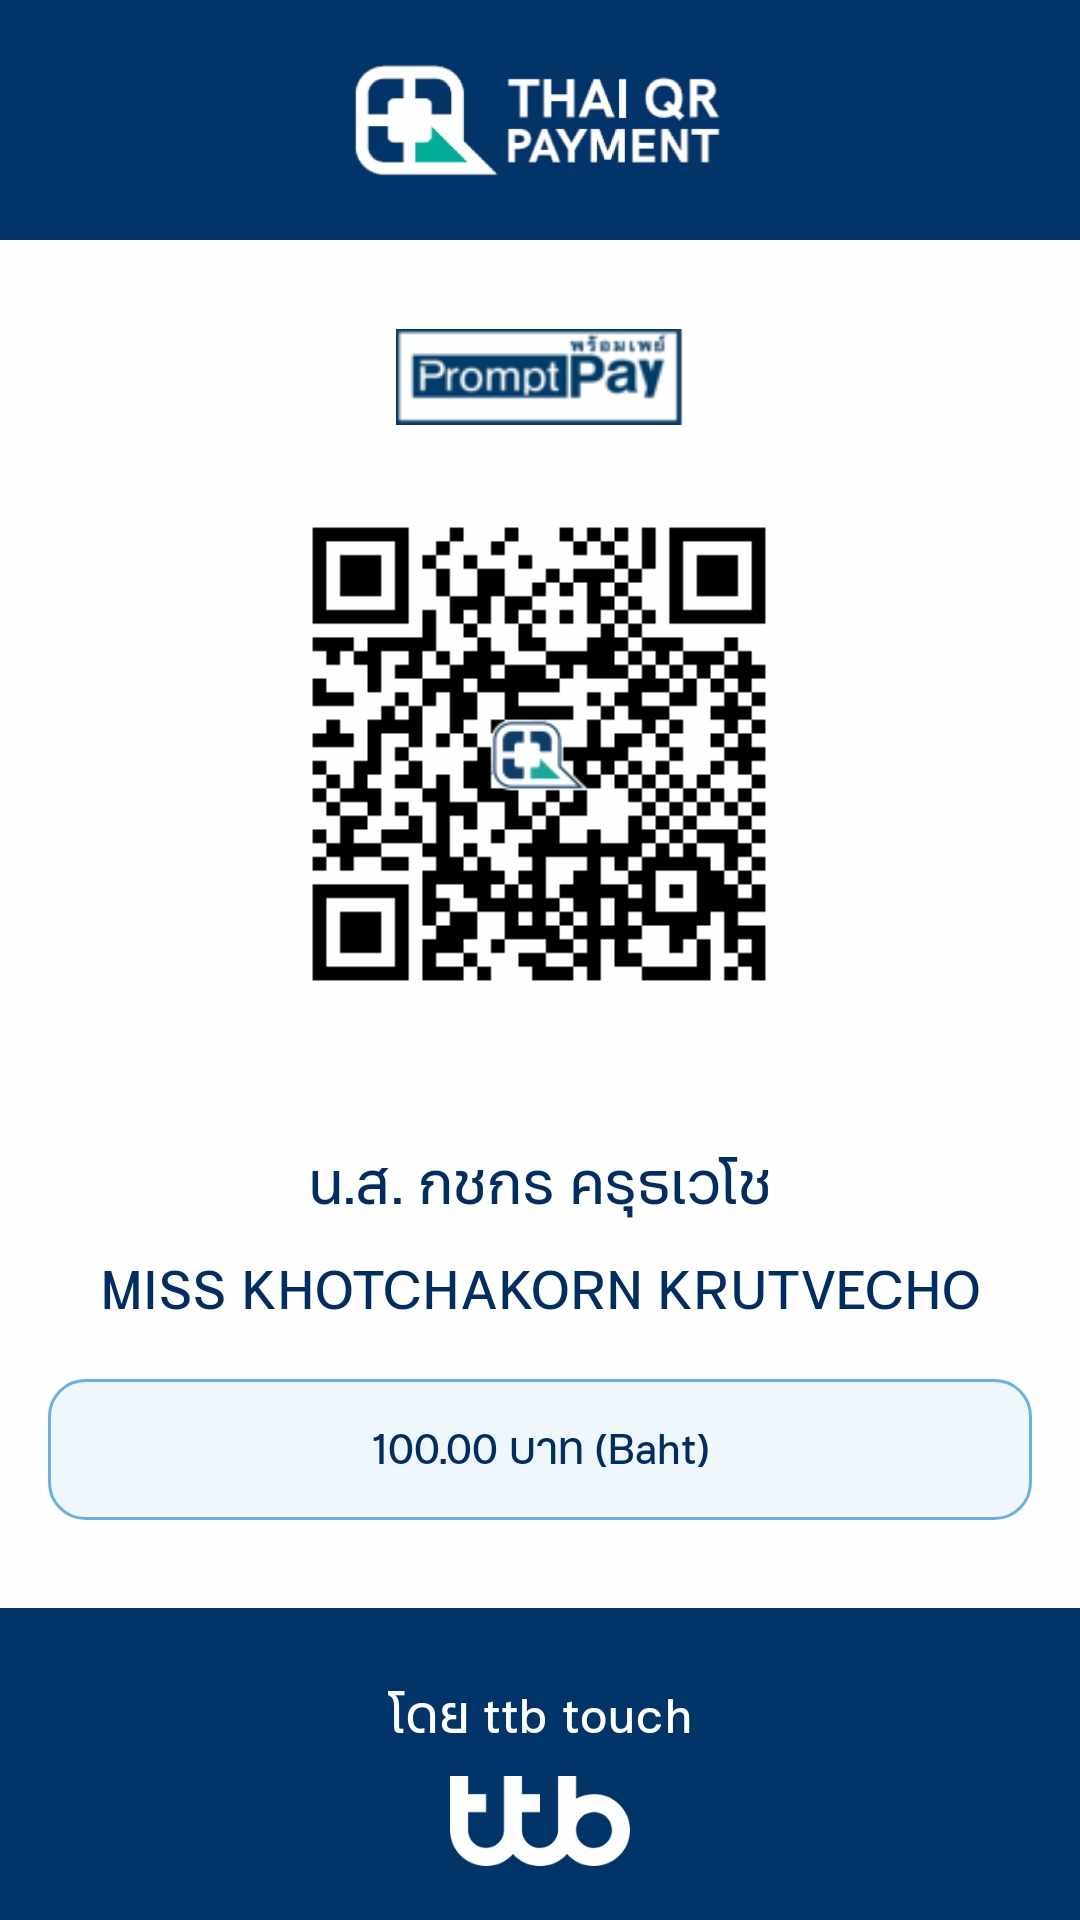 THAI QR
PAYMENT
พร้อมเพย์
PromptPay
น.ส. กชกร ครุธเวโช
MISS KHOTCHAKORN KRUTVECHO
100.00 บาท (Baht)
โดย ttb touch
ttb